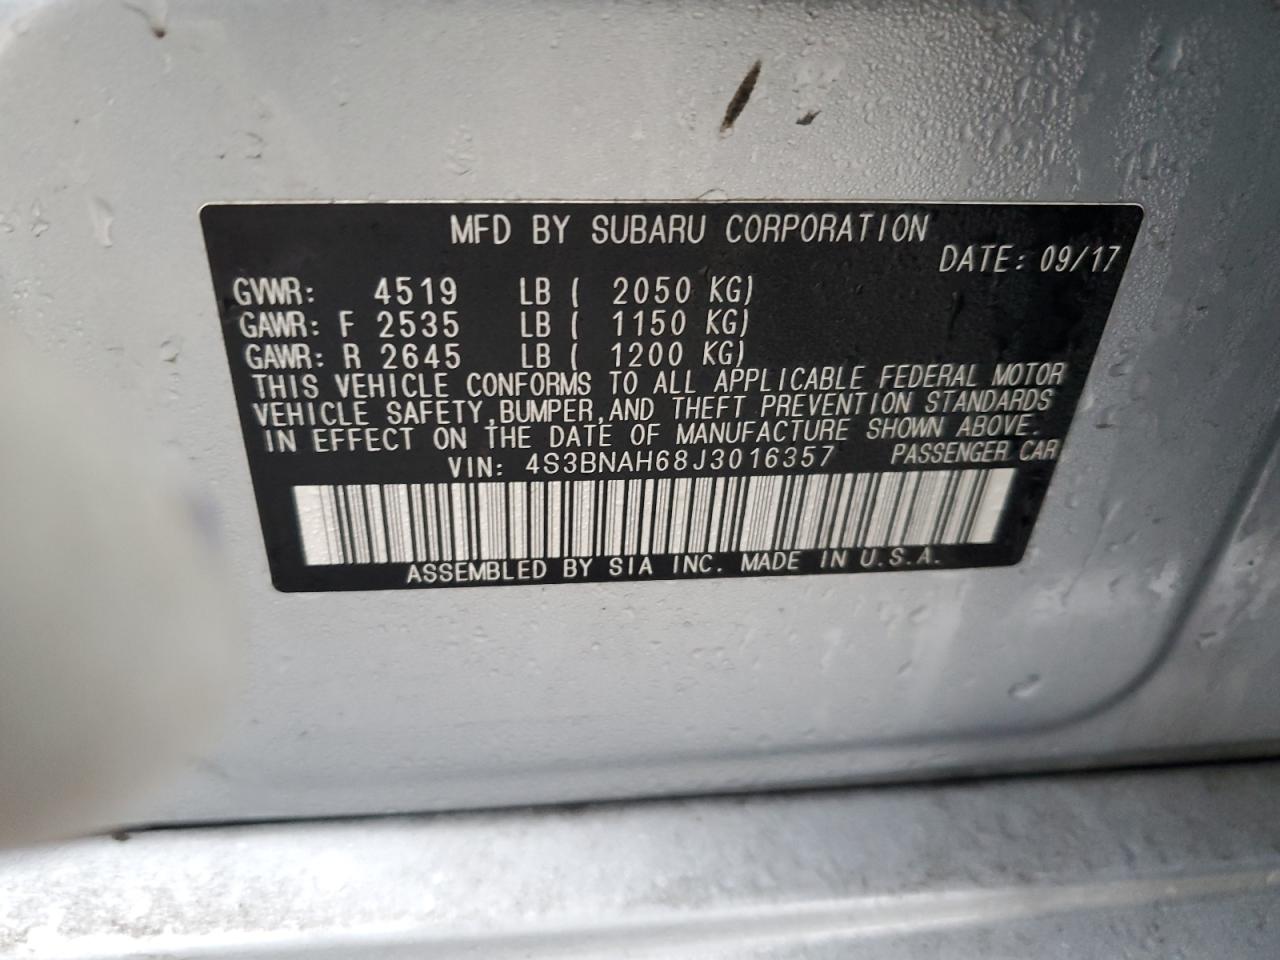 MFD BY SUBARU CORPORATION
DATE: 09/17
GVWR: 4519 LB ( 2050 KG)
GAWR: F 2535 LB ( 1150 KG)
GAWR: R 2645 LB ( 1200 KG)
THIS VEHICLE CONFORMS TO ALL APPLICABLE FEDERAL MOTOR
VEHICLE SAFETY,BUMPER,AND THEFT PREVENTION STANDARDS
IN EFFECT ON THE DATE OF MANUFACTURE SHOWN ABOVE.
VIN: 4S3BNAH68J3016357 PASSENGER CAR
ASSEMBLED BY SIA INC. MADE IN U.S.A.